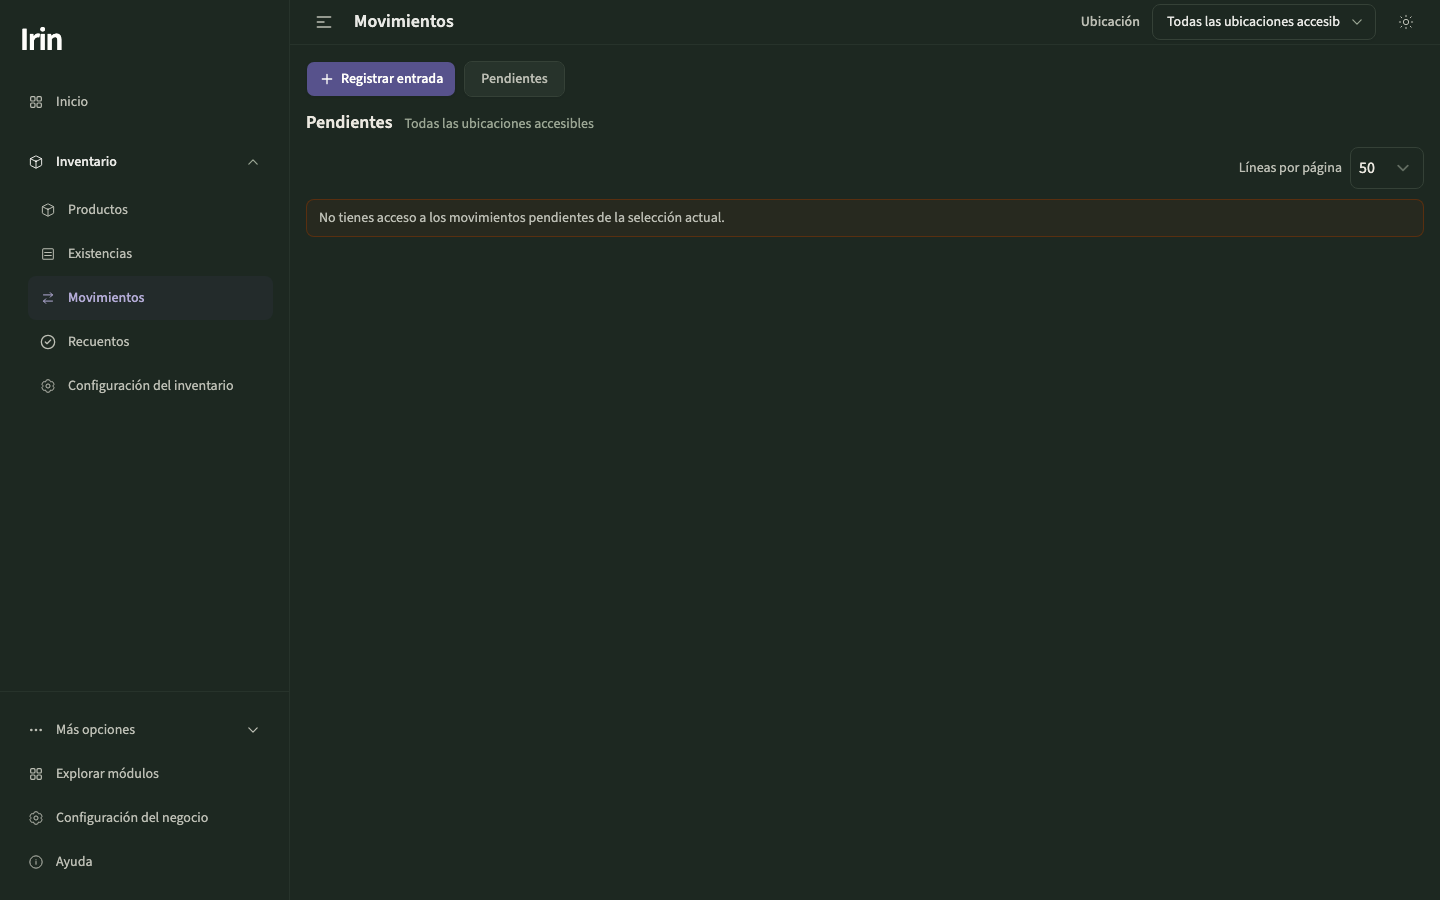 Irin
Inicio
Inventario
Productos
Existencias
Movimientos
Recuentos
Configuración del inventario
Más opciones
Explorar módulos
Configuración del negocio
Ayuda
Movimientos
Ubicación
Todas las ubicaciones accesib
Registrar entrada
Pendientes
Pendientes Todas las ubicaciones accesibles
Líneas por página 50
No tienes acceso a los movimientos pendientes de la selección actual.